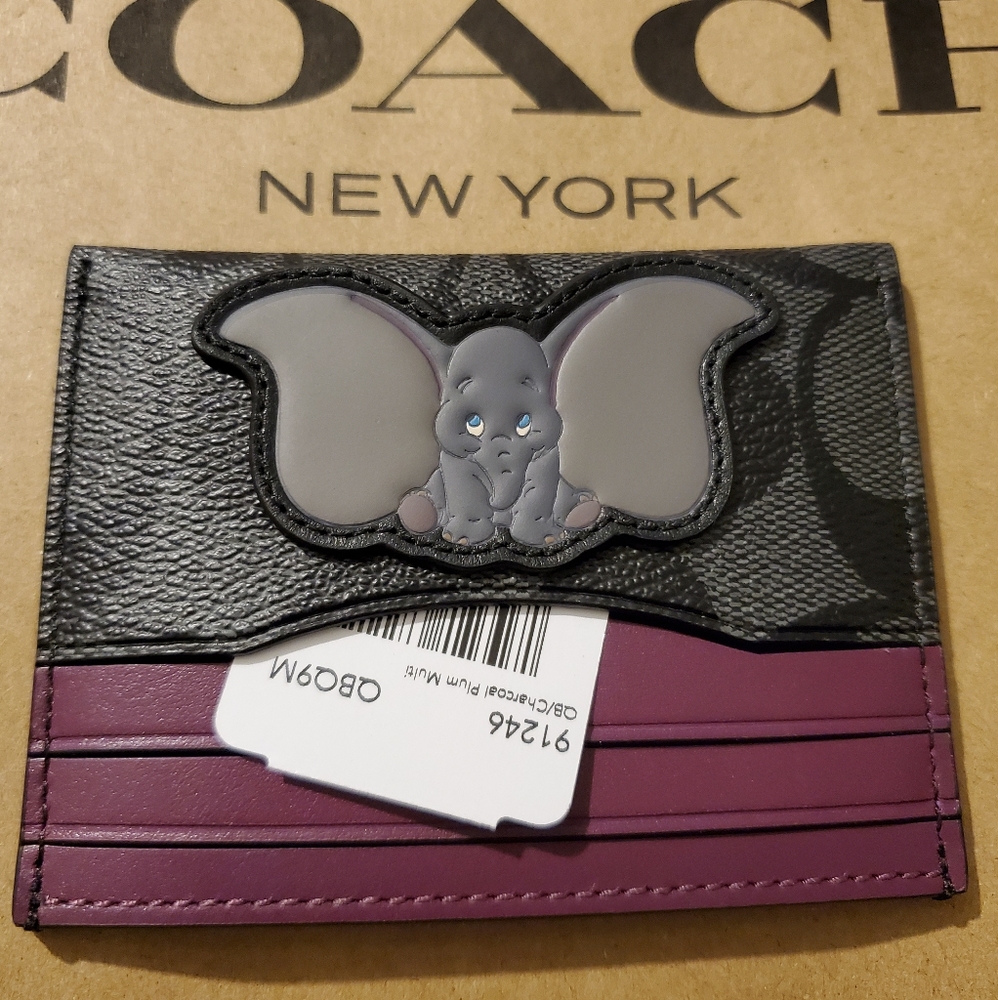 COACH
NEW YORK
91246
QB/Charcoal Plum Multi
QBQ9M